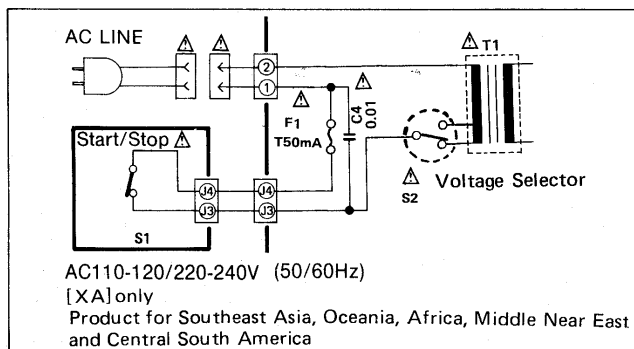 AC LINE
T1
2
1
F1
T50mA
C4
0.01
Start/Stop
J4
J3
J4
J3
S1
S2
Voltage Selector
AC110-120/220-240V (50/60Hz)
[XA] only
Product for Southeast Asia, Oceania, Africa, Middle Near East
and Central South America